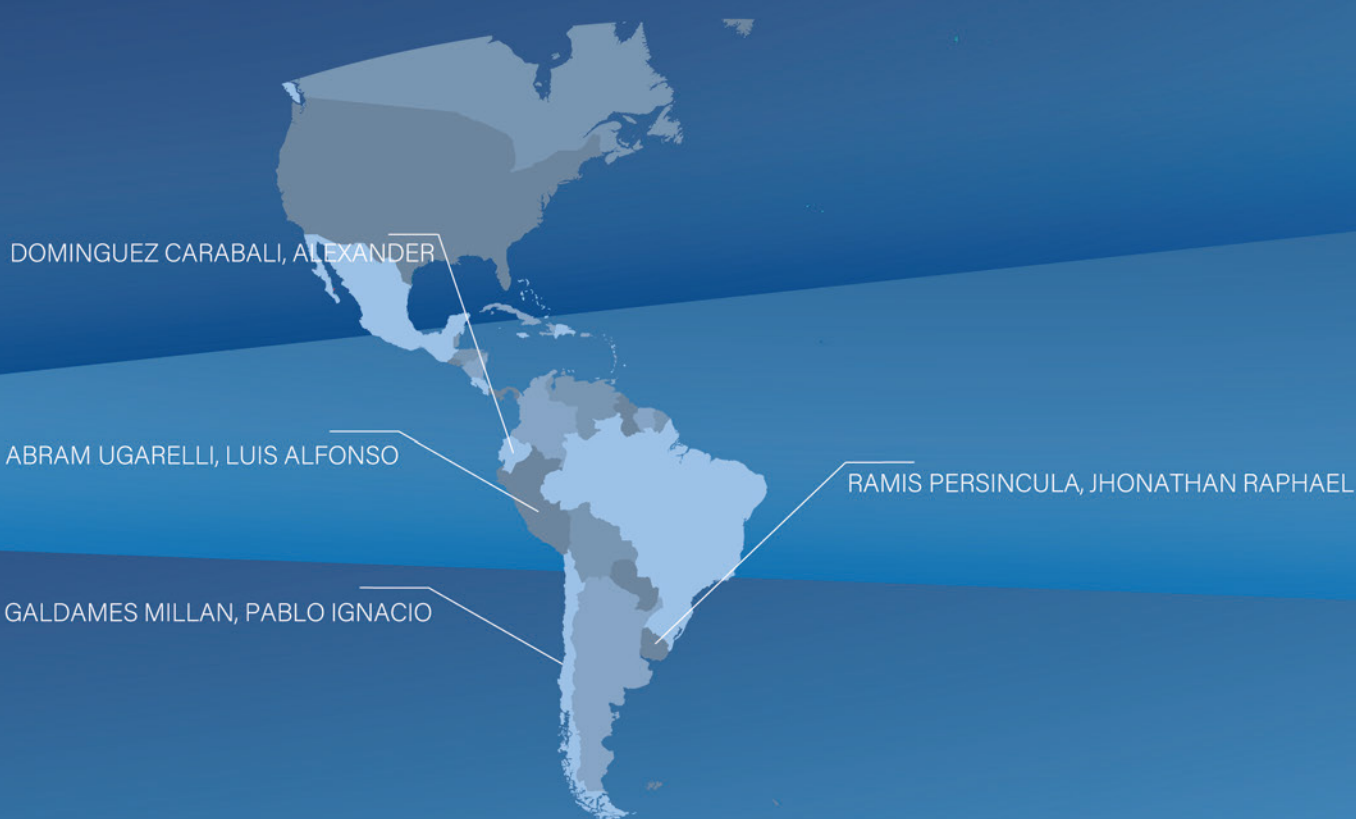 DOMINGUEZ CARABALI, ALEXANDER
ABRAM UGARELLI, LUIS ALFONSO
RAMIS PERSINCULA, JHONATHAN RAPHAEL
GALDAMES MILLAN, PABLO IGNACIO